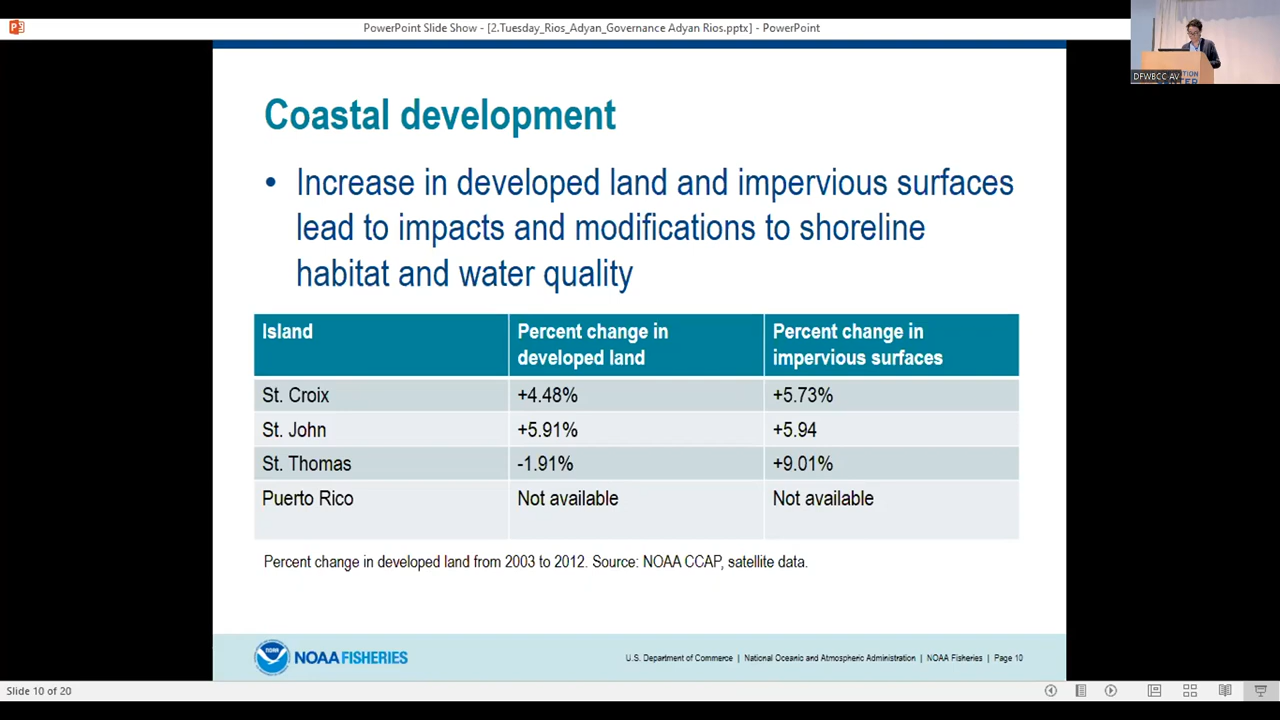 PowerPoint Slide Show - [2.Tuesday_Rios_Adyan_Governance Adyan Rios.pptx] - PowerPoint
DFWBCC AV
Coastal development
• Increase in developed land and impervious surfaces
lead to impacts and modifications to shoreline
habitat and water quality
Island Percent change in developed land Percent change in impervious surfaces
St. Croix +4.48% +5.73%
St. John +5.91% +5.94
St. Thomas -1.91% +9.01%
Puerto Rico Not available Not available
Percent change in developed land from 2003 to 2012. Source: NOAA CCAP, satellite data.
NOAA FISHERIES
U.S. Department of Commerce | National Oceanic and Atmospheric Administration | NOAA Fisheries | Page 10
Slide 10 of 20